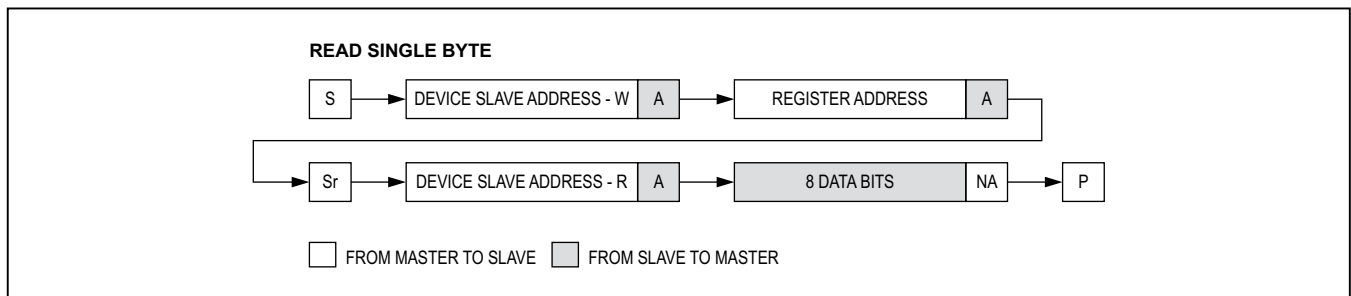 READ SINGLE BYTE
S DEVICE SLAVE ADDRESS - W A REGISTER ADDRESS A
Sr DEVICE SLAVE ADDRESS - R A 8 DATA BITS NA P
FROM MASTER TO SLAVE FROM SLAVE TO MASTER